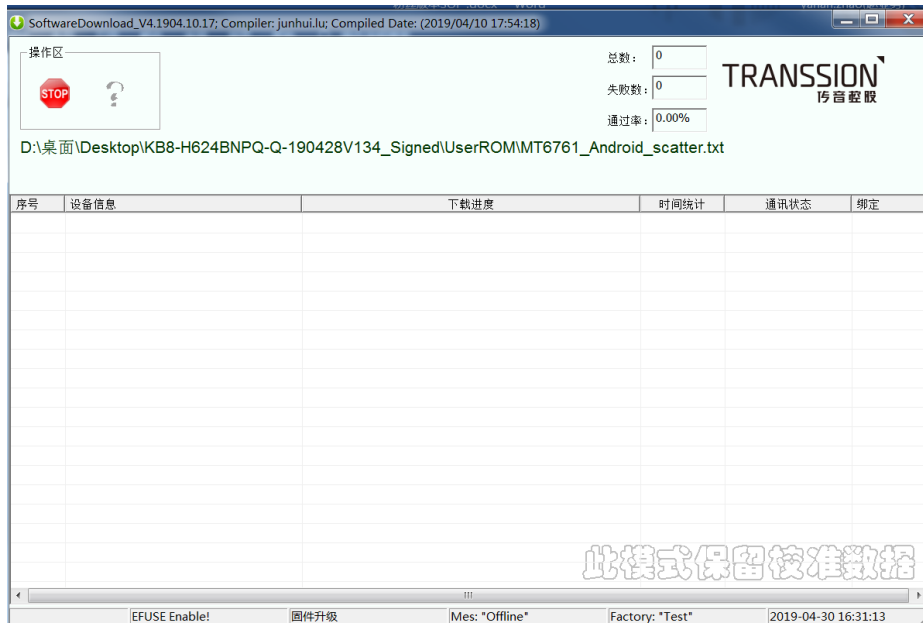 SoftwareDownload_V4.1904.10.17; Compiler: junhui.lu; Compiled Date: (2019/04/10 17:54:18)
操作区
STOP
总数：
0
失败数：
0
通过率：
0.00%
TRANSSION
传音控股
D:\桌面\Desktop\KB8-H624BNPQ-Q-190428V134_Signed\UserROM\MT6761_Android_scatter.txt
序号 设备信息 下载进度 时间统计 通讯状态 绑定
此模式保留校准数据
EFUSE Enable! 固件升级 Mes: "Offline" Factory: "Test" 2019-04-30 16:31:13